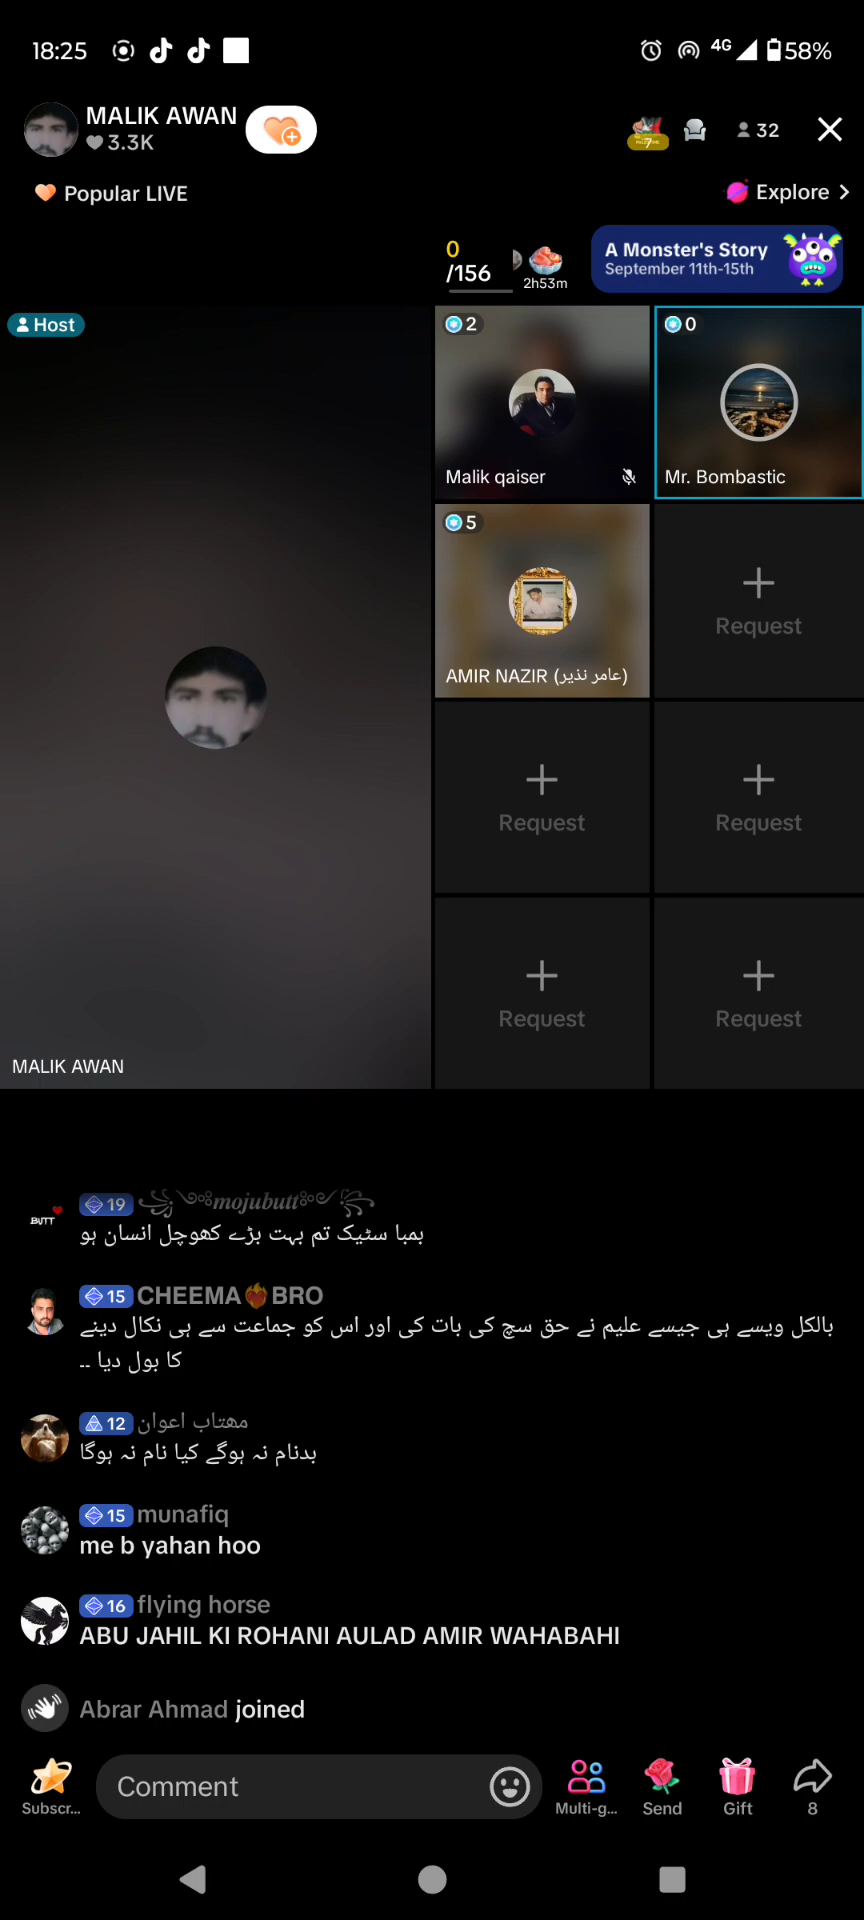 18:25
4G
58%
MALIK AWAN
3.3K
7
32
Popular LIVE
Explore
0
/156
2h53m
A Monster's Story
September 11th-15th
Host
2
0
Malik qaiser
Mr. Bombastic
5
Request
AMIR NAZIR (عامر نذیر)
Request
Request
Request
Request
MALIK AWAN
BUTT
19 mojubutt
بمبا سٹیک تم بہت بڑے کھوچل انسان ہو
15 CHEEMA❤️‍🔥BRO
بالکل ویسے ہی جیسے علیم نے حق سچ کی بات کی اور اس کو جماعت سے ہی نکال دینے
کا بول دیا ۔۔
12 مھتاب اعوان
بدنام نہ ہوگے کیا نام نہ ہوگا
15 munafiq
me b yahan hoo
16 flying horse
ABU JAHIL KI ROHANI AULAD AMIR WAHABAHI
Abrar Ahmad joined
Comment
Subscr...
Multi-g...
Send
Gift
8